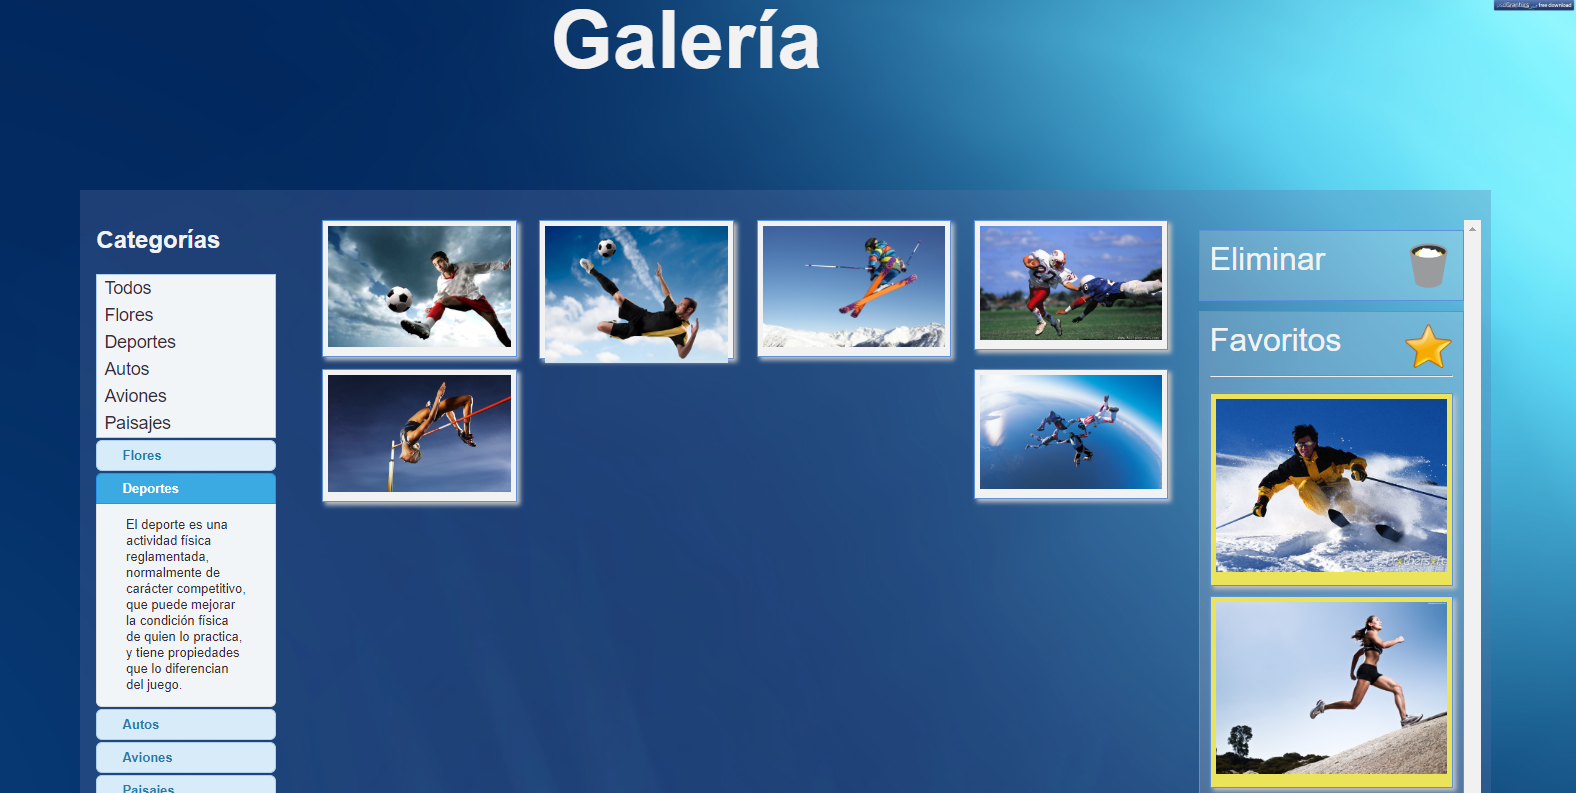 Galería
free download
Categorías
Todos
Flores
Deportes
Autos
Aviones
Paisajes
Flores
Deportes
El deporte es una
actividad física
reglamentada,
normalmente de
carácter competitivo,
que puede mejorar
la condición física
de quien lo practica,
y tiene propiedades
que lo diferencian
del juego.
Autos
Aviones
Paisajes
Eliminar
Favoritos